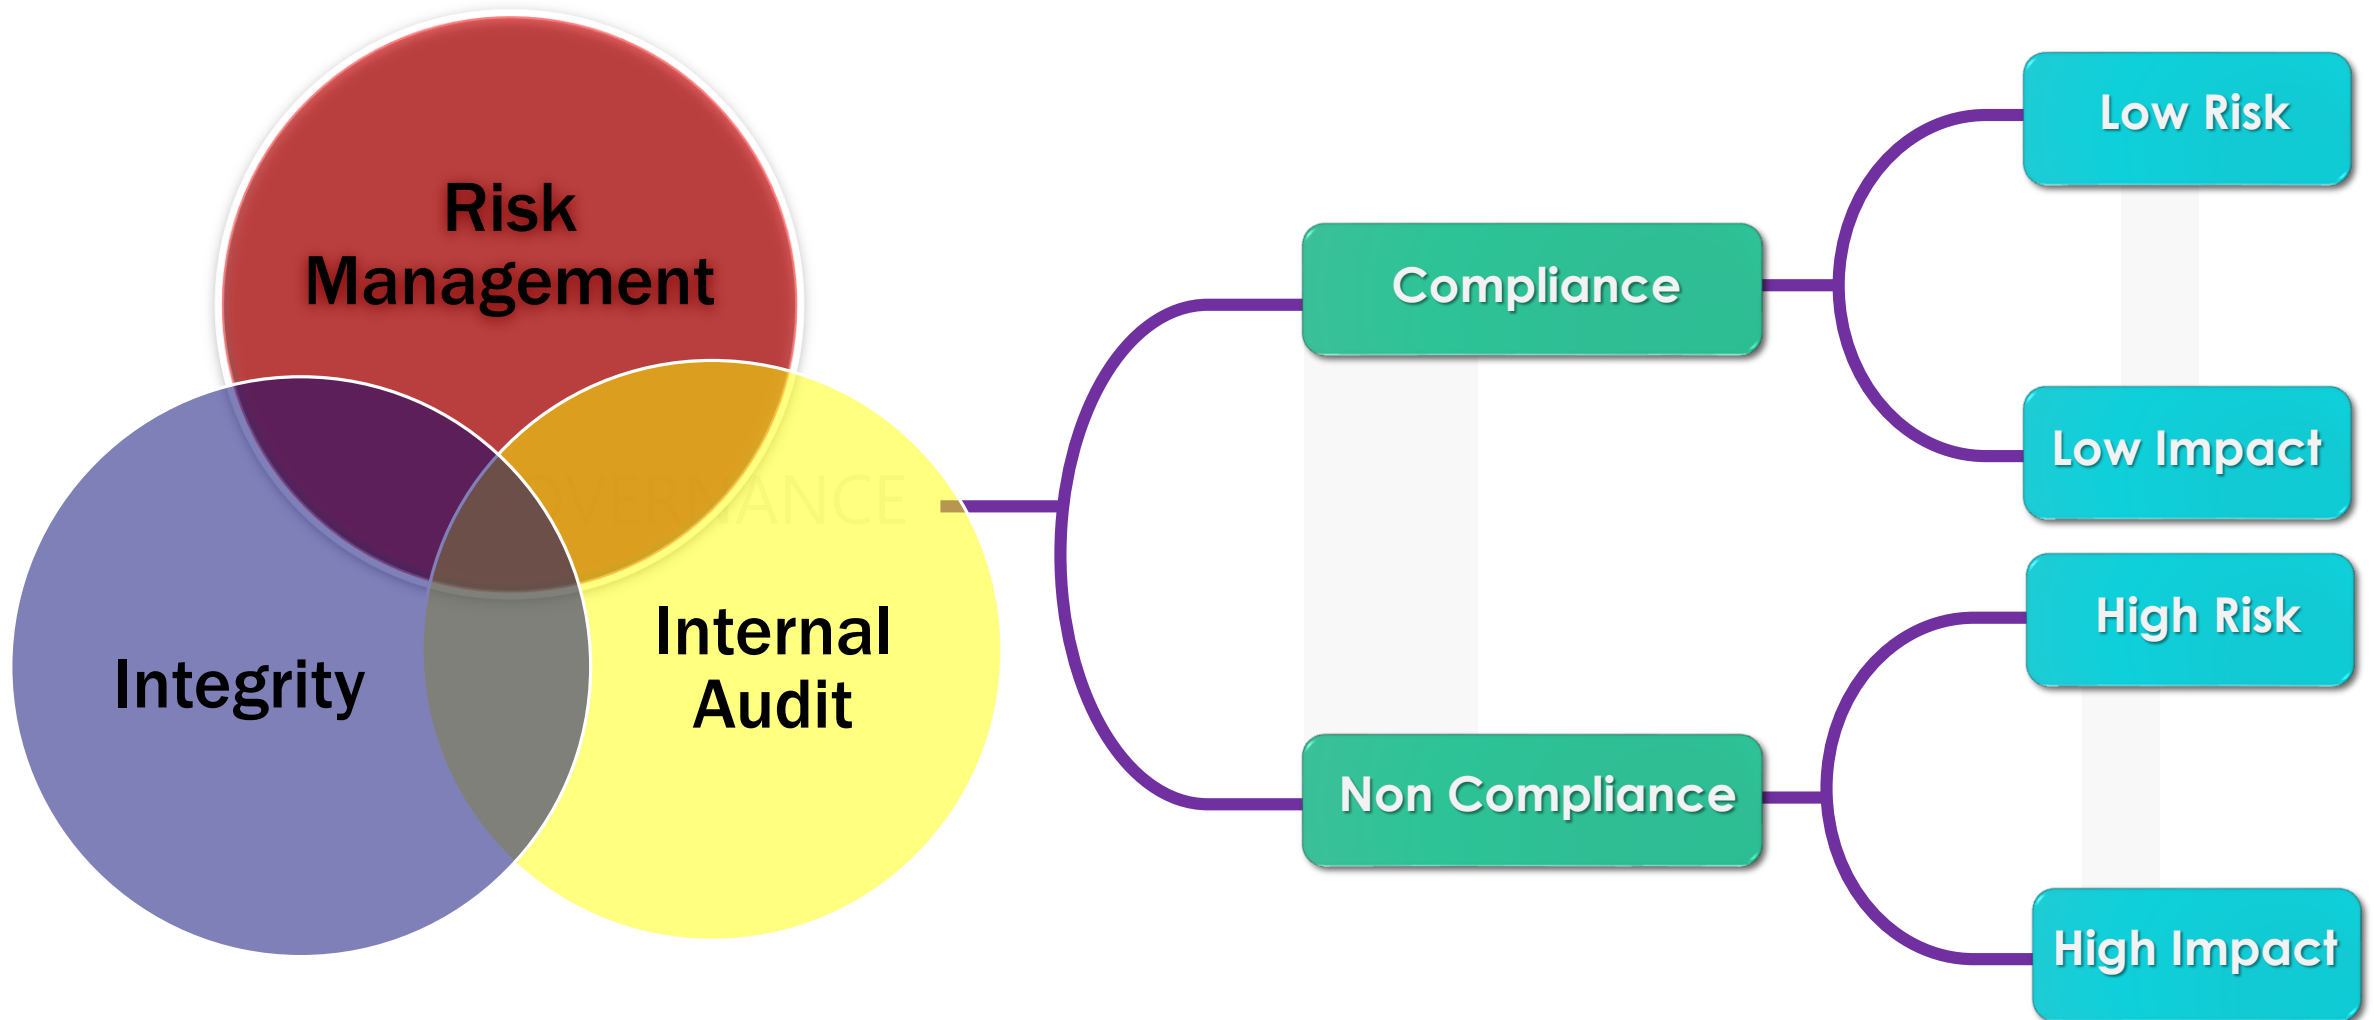 Risk
Management
Integrity
Internal
Audit
Compliance
Non Compliance
Low Risk
Low Impact
High Risk
High Impact